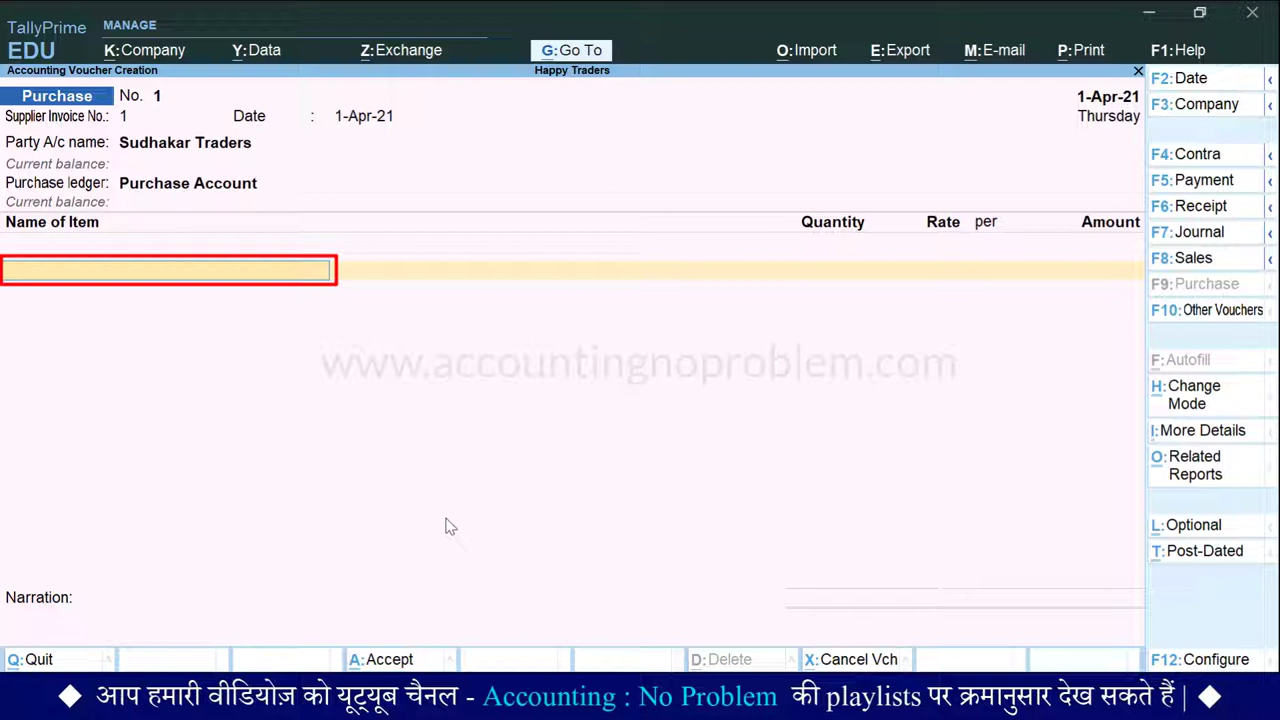 TallyPrime MANAGE
EDU K:Company Y:Data Z:Exchange G:Go To O:Import E:Export M:E-mail P:Print F1:Help
Accounting Voucher Creation Happy Traders
Purchase No. 1 1-Apr-21
Supplier Invoice No.: 1 Date : 1-Apr-21 Thursday
Party A/c name: Sudhakar Traders
Current balance:
Purchase ledger: Purchase Account
Current balance:
Name of Item Quantity Rate per Amount
www.accountingnoproblem.com
Narration:
F2:Date
F3:Company
F4:Contra
F5:Payment
F6:Receipt
F7:Journal
F8:Sales
F9:Purchase
F10:Other Vouchers
F:Autofill
H:Change
Mode
I:More Details
O:Related
Reports
L:Optional
T:Post-Dated
Q:Quit A:Accept D:Delete X:Cancel Vch F12:Configure
◆ आप हमारी वीडियोज़ को यूट्यूब चैनल - Accounting : No Problem की playlists पर क्रमानुसार देख सकते हैं | ◆